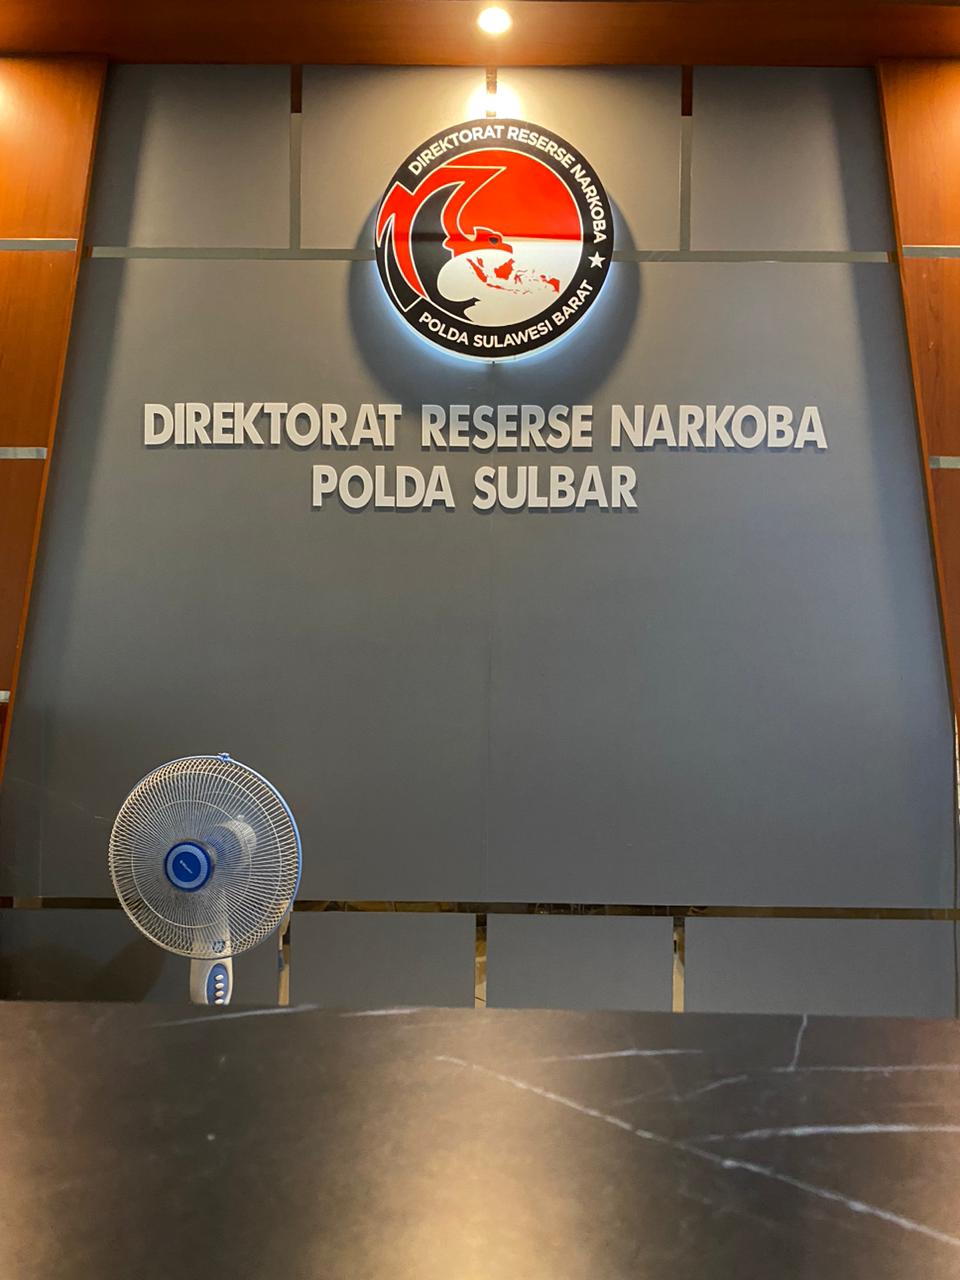 DIREKTORAT RESERSE NARKOBA
POLDA SULAWESI BARAT
DIREKTORAT RESERSE NARKOBA
POLDA SULBAR